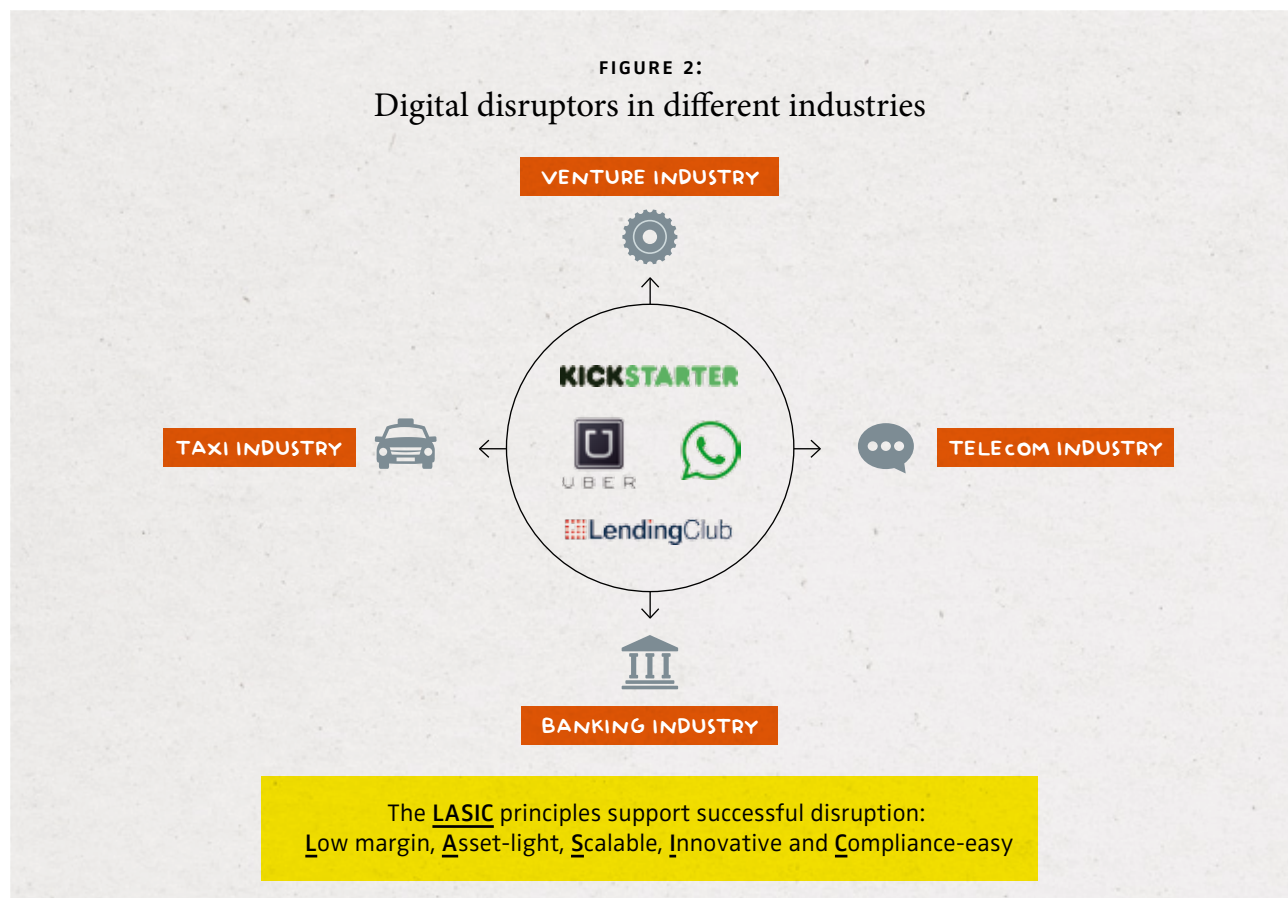 FIGURE 2:
Digital disruptors in different industries
VENTURE INDUSTRY
KICKSTARTER
TAXI INDUSTRY
UBER
TELECOM INDUSTRY
LendingClub
BANKING INDUSTRY
The LASIC principles support successful disruption:
Low margin, Asset-light, Scalable, Innovative and Compliance-easy